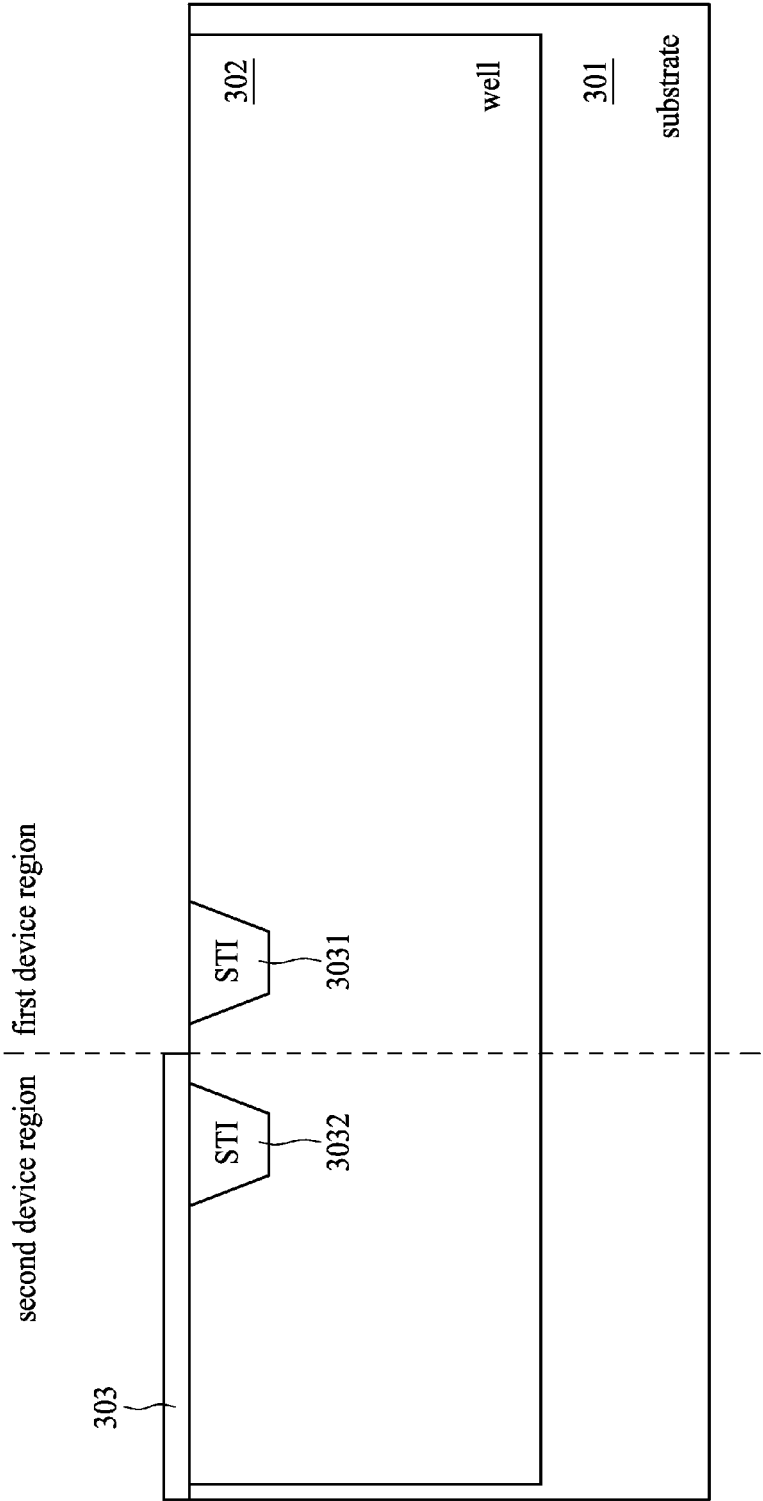 second device region
first device region
303
STI
STI
3032
3031
302
well
301
substrate